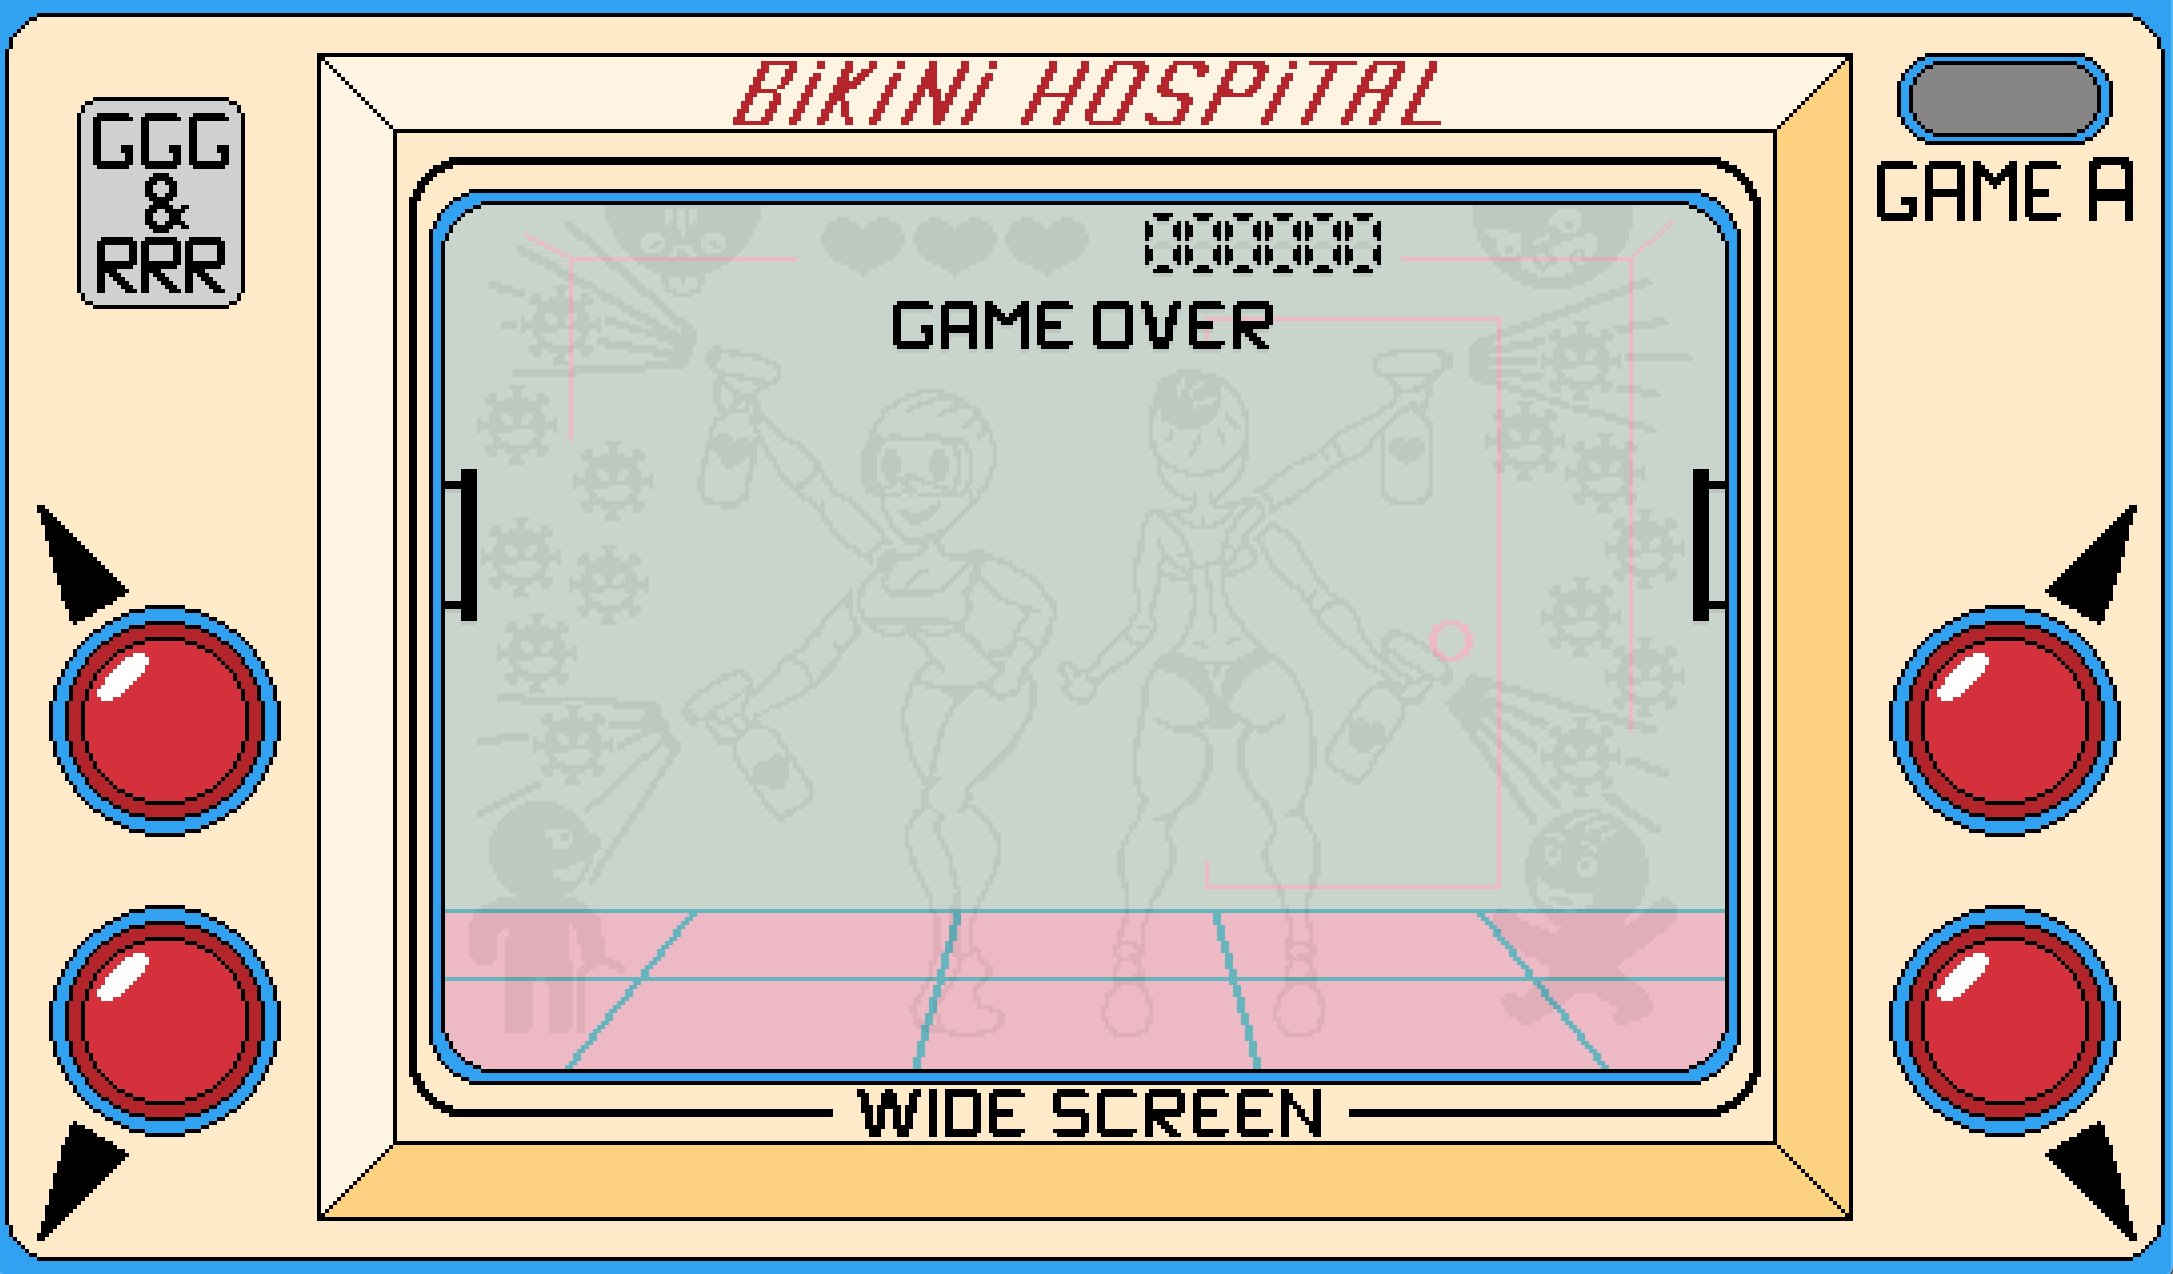 BiKiNi HOSPiTAL
GGG
&
RRR
GAME A
000000
GAME OVER
WIDE SCREEN